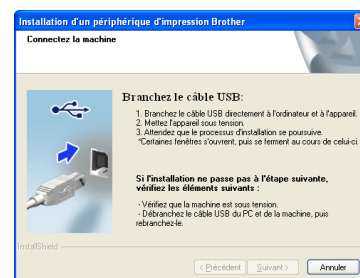 Installation d'un périphérique d'impression Brother
Connectez la machine
Branchez le câble USB:
1. Branchez le câble USB directement à l'ordinateur et à l'appareil.
2. Mettez l'appareil sous tension.
3. Attendez que le processus d'installation se poursuive.
*Certaines fenêtres s'ouvrent, puis se ferment au cours de celui-ci.
Si l'installation ne passe pas à l'étape suivante,
vérifiez les éléments suivants :
- Vérifiez que la machine est sous tension.
- Débranchez le câble USB du PC et de la machine, puis
rebranchez-le.
InstallShield
< Précédent Suivant > Annuler